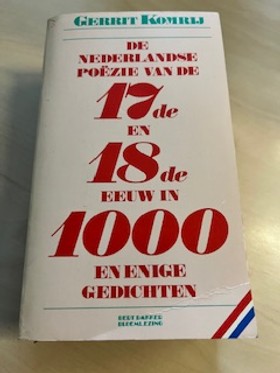 GERRIT KOMRIJ
DE
NEDERLANDSE
POËZIE VAN DE
17de
EN
18de
EEUW IN
1000
EN ENIGE
GEDICHTEN
BERT BAKKER
BLOEMLEZING